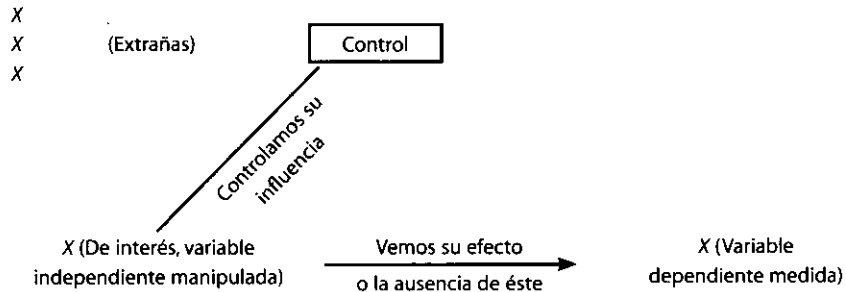 X
X (Extrañas) Control
X
Controlamos su
influencia
X (De interés, variable
independiente manipulada)
Vemos su efecto
o la ausencia de éste
X (Variable
dependiente medida)